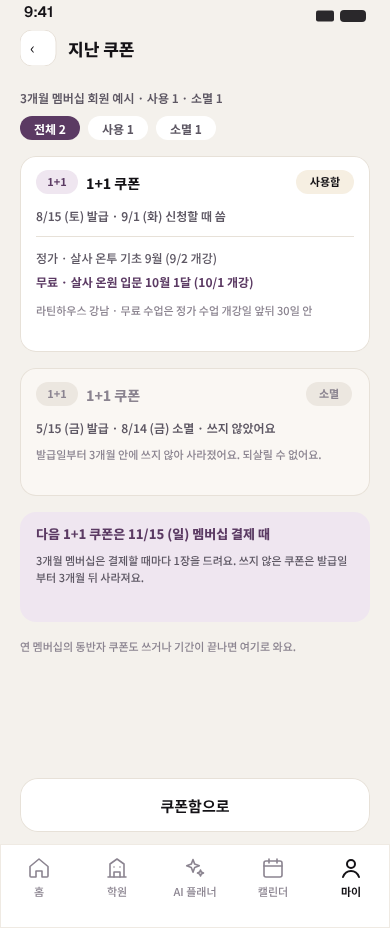 9:41
‹ 지난 쿠폰
3개월 멤버십 회원 예시 · 사용 1 · 소멸 1
전체 2 사용 1 소멸 1
1+1 1+1 쿠폰 사용함
8/15 (토) 발급 · 9/1 (화) 신청할 때 씀
정가 · 살사 온투 기초 9월 (9/2 개강)
무료 · 살사 온원 입문 10월 1달 (10/1 개강)
라틴하우스 강남 · 무료 수업은 정가 수업 개강일 앞뒤 30일 안
1+1 1+1 쿠폰 소멸
5/15 (금) 발급 · 8/14 (금) 소멸 · 쓰지 않았어요
발급일부터 3개월 안에 쓰지 않아 사라졌어요. 되살릴 수 없어요.
다음 1+1 쿠폰은 11/15 (일) 멤버십 결제 때
3개월 멤버십은 결제할 때마다 1장을 드려요. 쓰지 않은 쿠폰은 발급일
부터 3개월 뒤 사라져요.
연 멤버십의 동반자 쿠폰도 쓰거나 기간이 끝나면 여기로 와요.
쿠폰함으로
홈 학원 AI 플래너 캘린더 마이